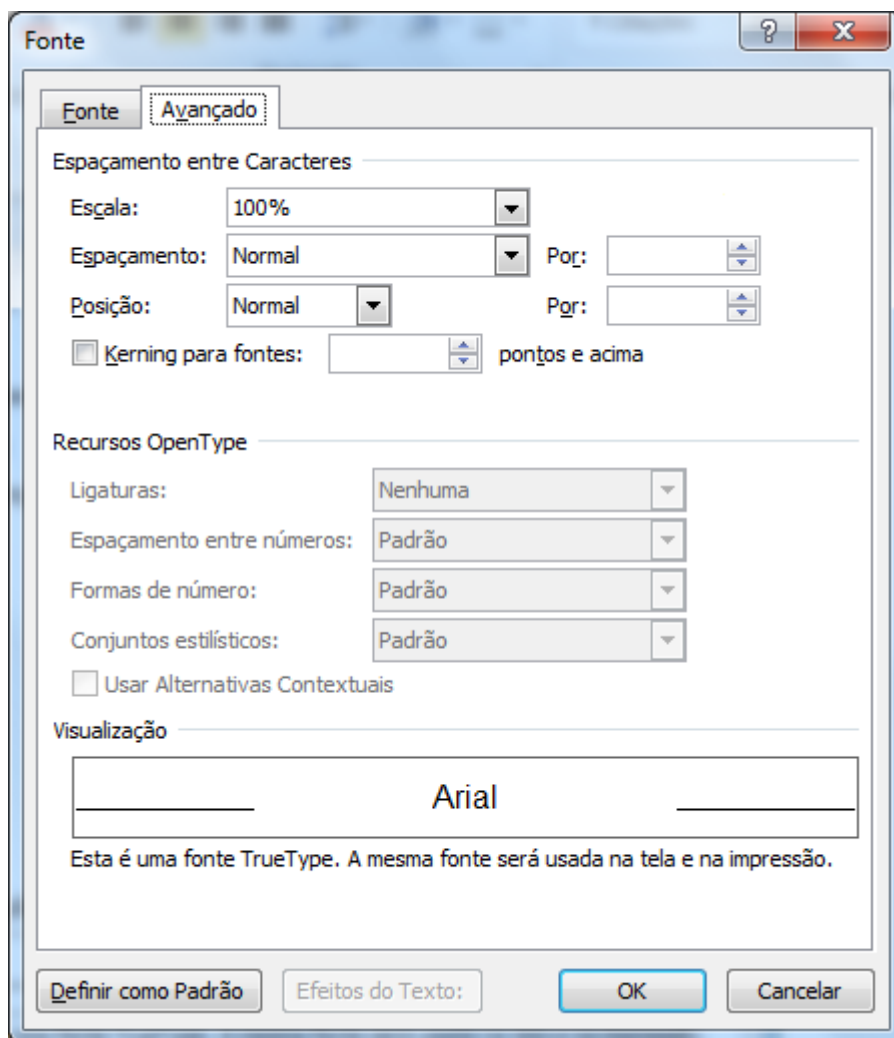 Fonte
Fonte Avançado
Espaçamento entre Caracteres
Escala: 100%
Espaçamento: Normal Por:
Posição: Normal Por:
Kerning para fontes: pontos e acima
Recursos OpenType
Ligaturas: Nenhuma
Espaçamento entre números: Padrão
Formas de número: Padrão
Conjuntos estilísticos: Padrão
Usar Alternativas Contextuais
Visualização
Arial
Esta é uma fonte TrueType. A mesma fonte será usada na tela e na impressão.
Definir como Padrão Efeitos do Texto: OK Cancelar